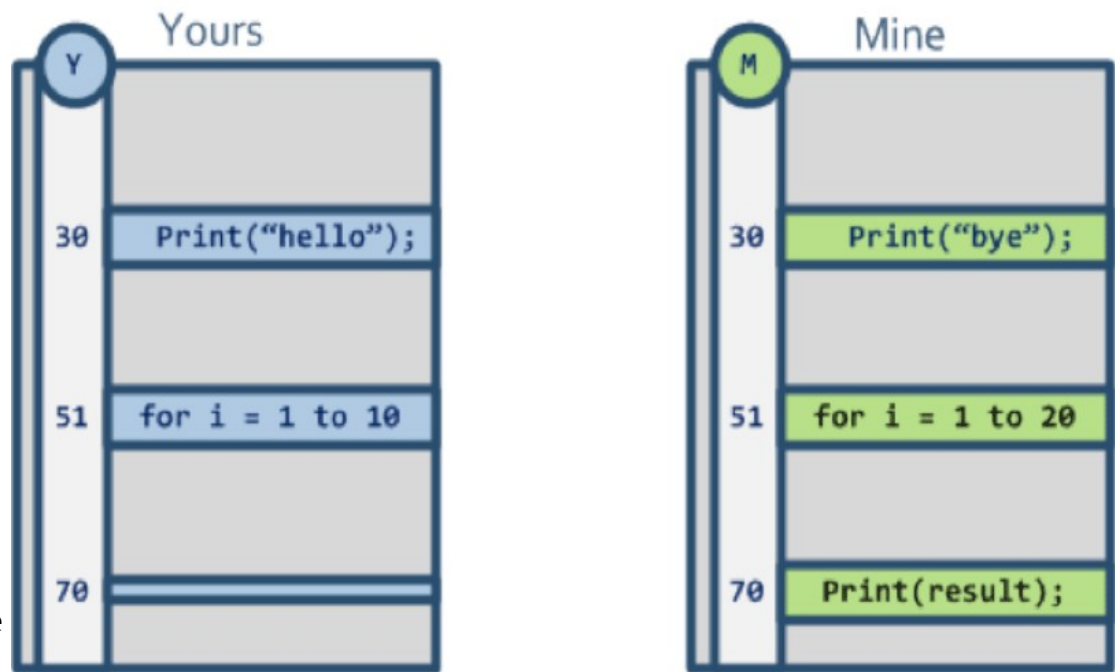 Yours
Y
30 Print(“hello”);
51 for i = 1 to 10
70
Mine
M
30 Print(“bye”);
51 for i = 1 to 20
70 Print(result);